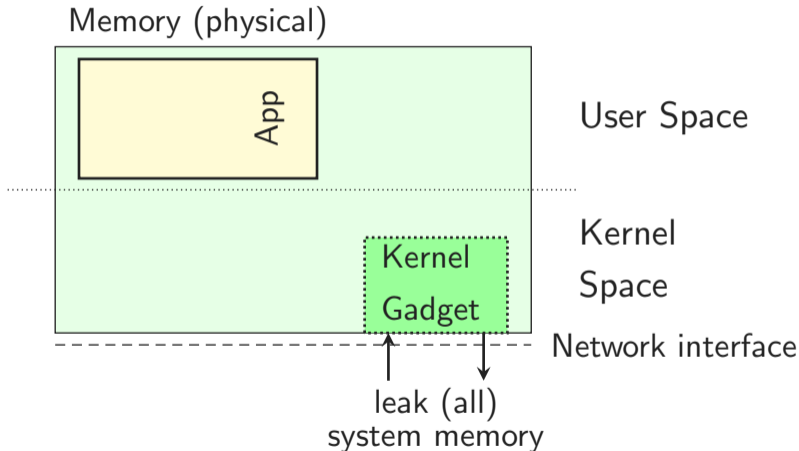 Memory (physical)
App
User Space
Kernel
Space
Kernel
Gadget
Network interface
leak (all)
system memory